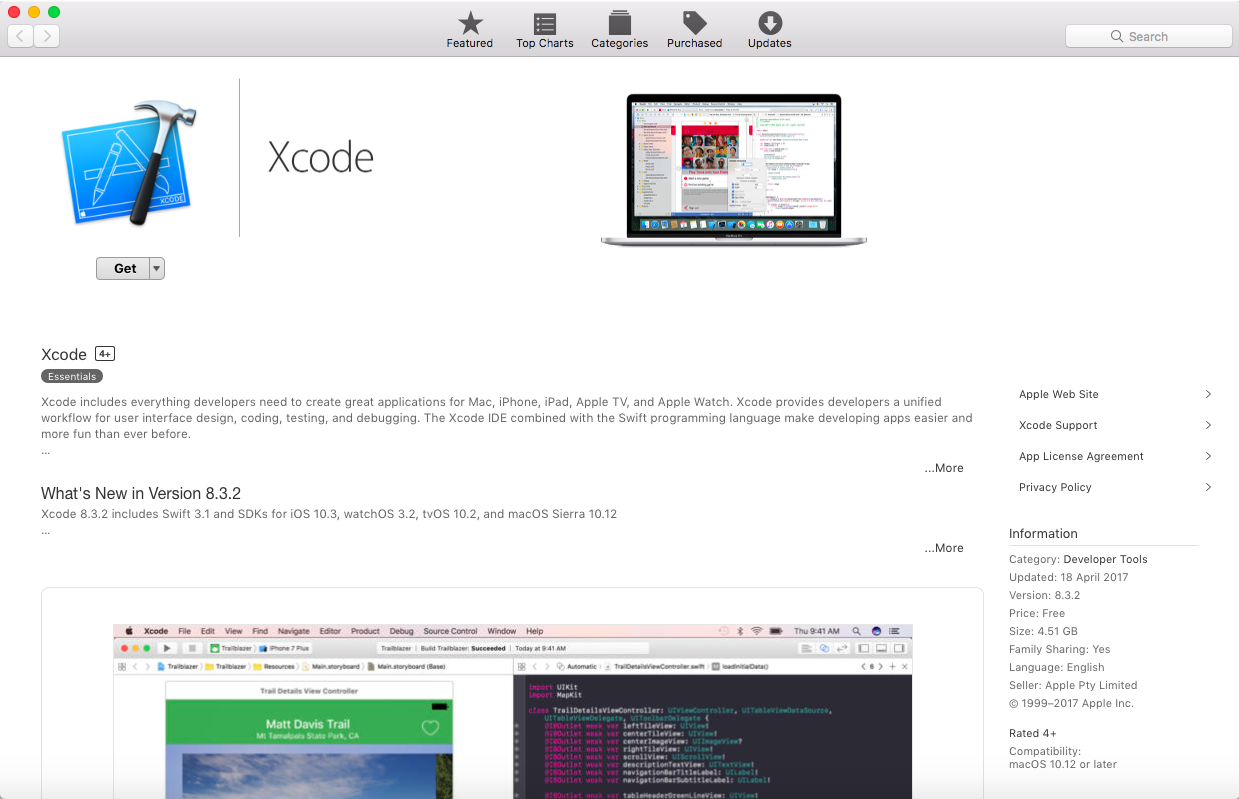 Featured
Top Charts
Categories
Purchased
Updates
Search
XCODE
Xcode
Get
Xcode 4+
Essentials
Xcode includes everything developers need to create great applications for Mac, iPhone, iPad, Apple TV, and Apple Watch. Xcode provides developers a unified
workflow for user interface design, coding, testing, and debugging. The Xcode IDE combined with the Swift programming language make developing apps easier and
more fun than ever before.
...
...More
What's New in Version 8.3.2
Xcode 8.3.2 includes Swift 3.1 and SDKs for iOS 10.3, watchOS 3.2, tvOS 10.2, and macOS Sierra 10.12
...
...More
Apple Web Site
Xcode Support
App License Agreement
Privacy Policy
Information
Category: Developer Tools
Updated: 18 April 2017
Version: 8.3.2
Price: Free
Size: 4.51 GB
Family Sharing: Yes
Language: English
Seller: Apple Pty Limited
© 1999–2017 Apple Inc.
Rated 4+
Compatibility:
macOS 10.12 or later
Xcode File Edit View Find Navigate Editor Product Debug Source Control Window Help Thu 9:41 AM
Trailblazer iPhone 7 Plus Trailblazer | Build Trailblazer: Succeeded | Today at 9:41 AM
Trailblazer Trailblazer Resources Main.storyboard Main.storyboard (Base)
Automatic TrailDetailsViewController.swift loadInitialData() 6
Trail Details View Controller
Matt Davis Trail
Mt Tamalpais State Park, CA
import UIKit
import MapKit
class TrailDetailsViewController: UIViewController, UITableViewDataSource,
UITableViewDelegate, UIToolbarDelegate {
@IBOutlet weak var leftTileView: UIView!
@IBOutlet weak var centerTileView: UIView!
@IBOutlet weak var centerImageView: UIImageView?
@IBOutlet weak var rightTileView: UIView!
@IBOutlet weak var scrollView: UIScrollView!
@IBOutlet weak var descriptionTextView: UITextView!
@IBOutlet weak var navigationBarTitleLabel: UILabel!
@IBOutlet weak var navigationBarSubtitleLabel: UILabel!
@IBOutlet weak var tableHeaderGreenLineView: UIView!